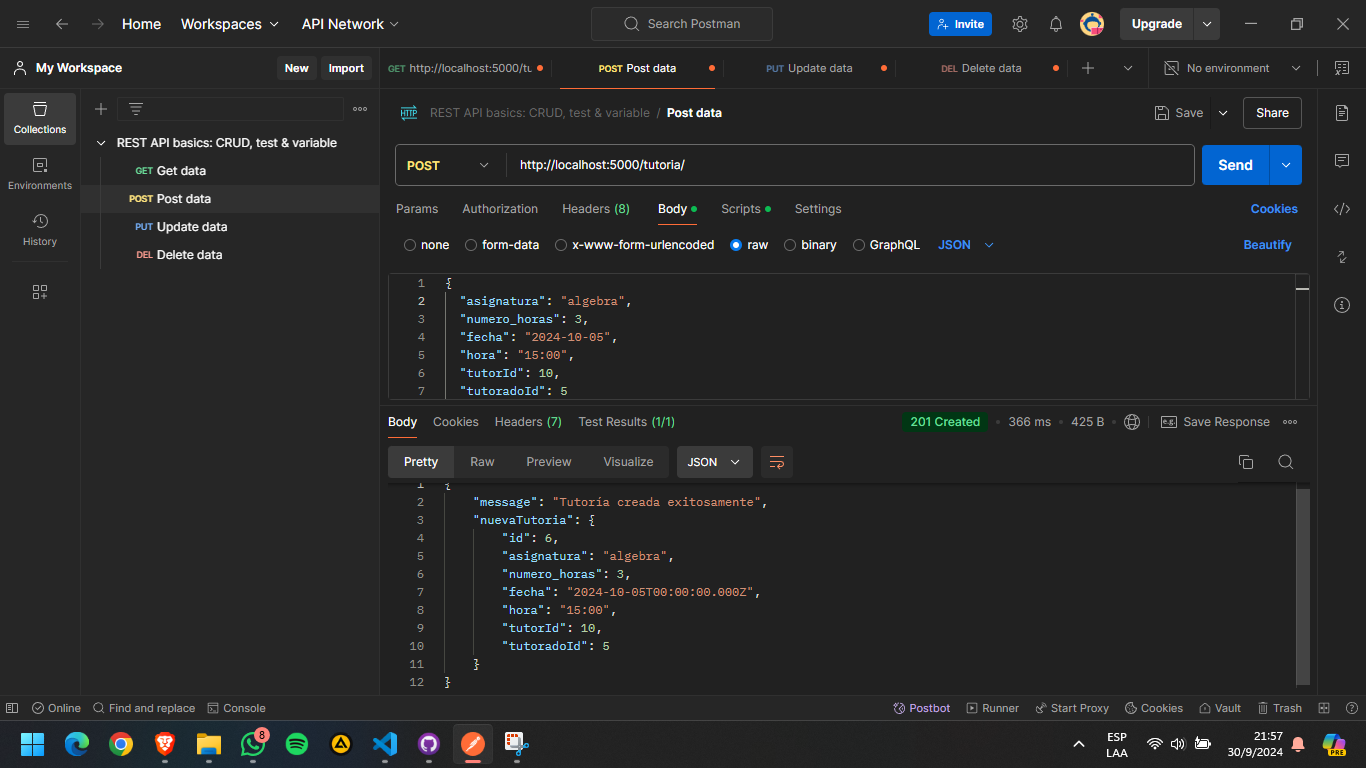 Home Workspaces API Network Search Postman Invite Upgrade
My Workspace New Import GET http://localhost:5000/tu POST Post data PUT Update data DEL Delete data No environment
Collections
Environments
History
REST API basics: CRUD, test & variable
GET Get data
POST Post data
PUT Update data
DEL Delete data
HTTP REST API basics: CRUD, test & variable / Post data Save Share
POST http://localhost:5000/tutoria/ Send
Params Authorization Headers (8) Body Scripts Settings Cookies
none form-data x-www-form-urlencoded raw binary GraphQL JSON Beautify
1 {
2 "asignatura": "algebra",
3 "numero_horas": 3,
4 "fecha": "2024-10-05",
5 "hora": "15:00",
6 "tutorId": 10,
7 "tutoradoId": 5
Body Cookies Headers (7) Test Results (1/1) 201 Created 366 ms 425 B e.g. Save Response
Pretty Raw Preview Visualize JSON
1 {
2 "message": "Tutoría creada exitosamente",
3 "nuevaTutoria": {
4 "id": 6,
5 "asignatura": "algebra",
6 "numero_horas": 3,
7 "fecha": "2024-10-05T00:00:00.000Z",
8 "hora": "15:00",
9 "tutorId": 10,
10 "tutoradoId": 5
11 }
12 }
Online Find and replace Console Postbot Runner Start Proxy Cookies Vault Trash
8 ESP 21:57
LAA 30/9/2024 PRE